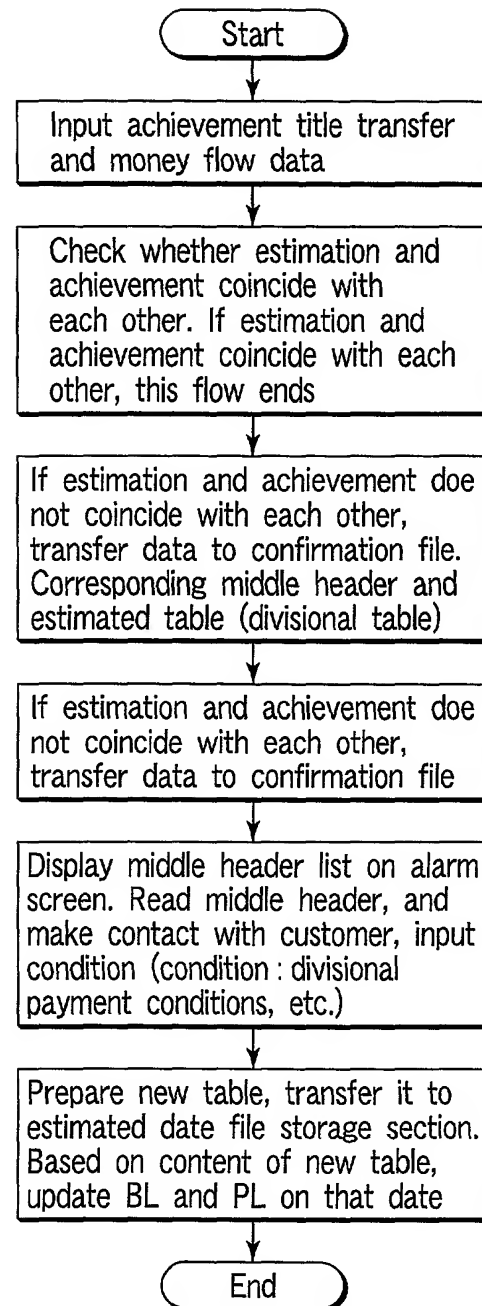 Start
Input achievement title transfer
and money flow data
Check whether estimation and
achievement coincide with
each other. If estimation and
achievement coincide with each
other, this flow ends
If estimation and achievement doe
not coincide with each other,
transfer data to confirmation file.
Corresponding middle header and
estimated table (divisional table)
If estimation and achievement doe
not coincide with each other,
transfer data to confirmation file
Display middle header list on alarm
screen. Read middle header, and
make contact with customer, input
condition (condition : divisional
payment conditions, etc.)
Prepare new table, transfer it to
estimated date file storage section.
Based on content of new table,
update BL and PL on that date
End